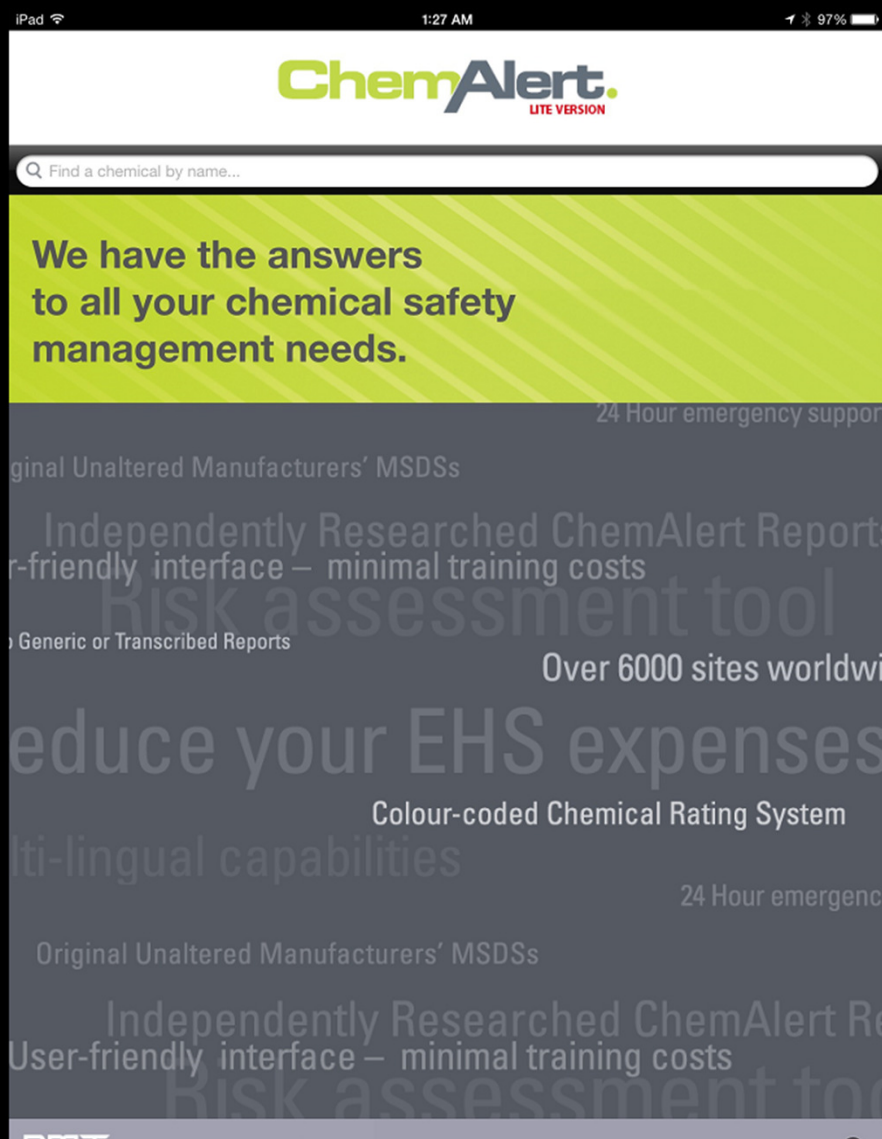 iPad 1:27 AM 97%
ChemAlert.
LITE VERSION
Find a chemical by name...
We have the answers
to all your chemical safety
management needs.
24 Hour emergency suppor
ginal Unaltered Manufacturers' MSDSs
Independently Researched ChemAlert Reports
r-friendly interface – minimal training costs
Risk assessment tool
Generic or Transcribed Reports
Over 6000 sites worldwi
educe your EHS expenses
Colour-coded Chemical Rating System
lti-lingual capabilities
24 Hour emergenc
Original Unaltered Manufacturers' MSDSs
Independently Researched ChemAlert Re
User-friendly interface – minimal training costs
Risk assessment too